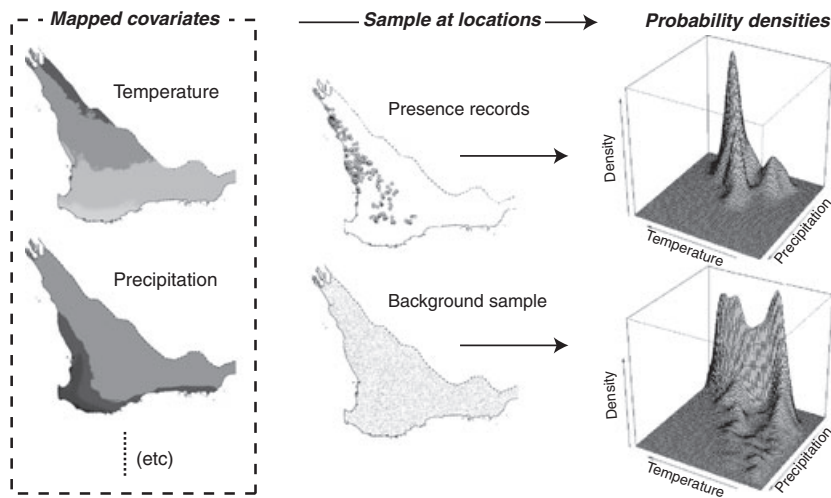 Mapped covariates
Sample at locations
Probability densities
Temperature
Presence records
Density
Temperature
Precipitation
Precipitation
Background sample
Density
Temperature
Precipitation
(etc)